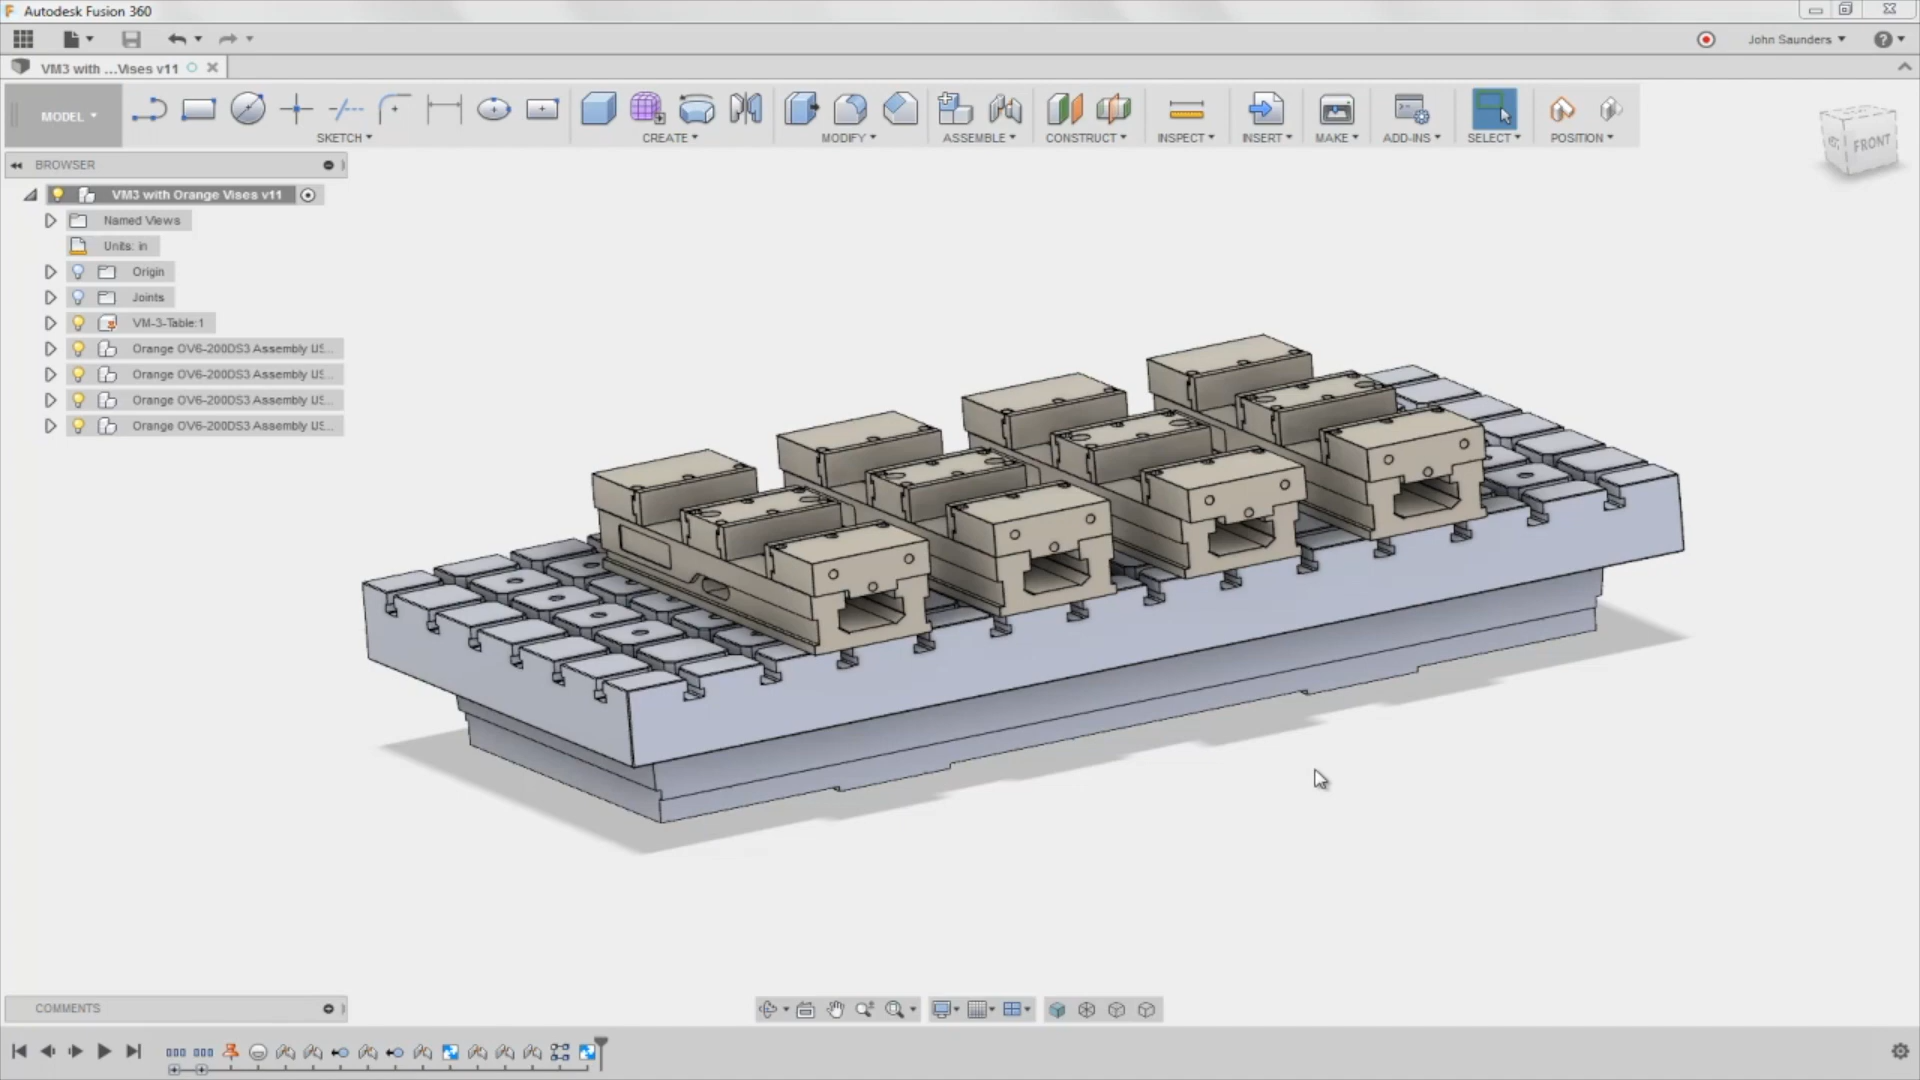 Autodesk Fusion 360
John Saunders
VM3 with ...Vises v11
MODEL
SKETCH
CREATE
MODIFY
ASSEMBLE
CONSTRUCT
INSPECT
INSERT
MAKE
ADD-INS
SELECT
POSITION
FRONT
BROWSER
VM3 with Orange Vises v11
Named Views
Units: in
Origin
Joints
VM-3-Table:1
Orange OV6-200DS3 Assembly US...
Orange OV6-200DS3 Assembly US...
Orange OV6-200DS3 Assembly US...
Orange OV6-200DS3 Assembly US...
COMMENTS